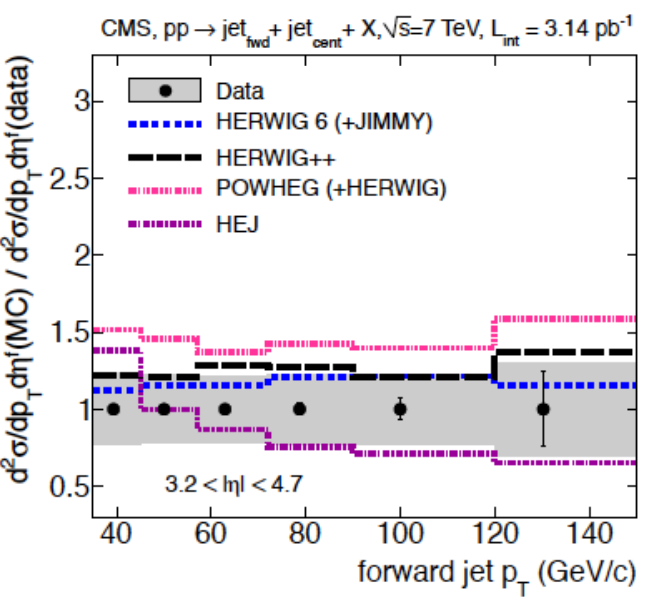 CMS, pp → jet_fwd + jet_cent + X, √s=7 TeV, L_int = 3.14 pb⁻¹
d²σ/dp_T dη^f(MC) / d²σ/dp_T dη^f(data)
Data
HERWIG 6 (+JIMMY)
HERWIG++
POWHEG (+HERWIG)
HEJ
3
2.5
2
1.5
1
0.5
3.2 < |η| < 4.7
40 60 80 100 120 140
forward jet p_T (GeV/c)